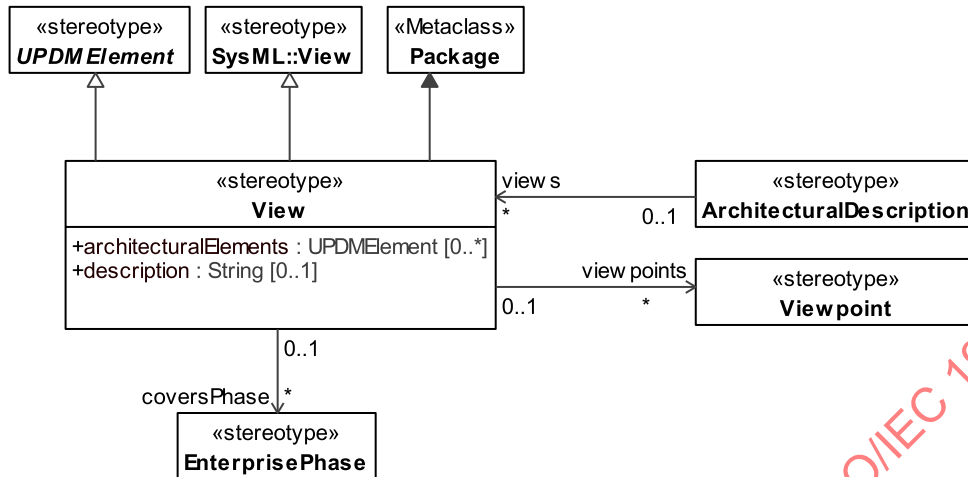 «stereotype»
UPDMElement
«stereotype»
SysML::View
«Metaclass»
Package
«stereotype»
View
+architecturalElements : UPDMElement [0..*]
+description : String [0..1]
views
*
0..1
«stereotype»
ArchitecturalDescription
viewpoints
0..1
*
«stereotype»
Viewpoint
0..1
coversPhase
*
«stereotype»
EnterprisePhase
O/IEC